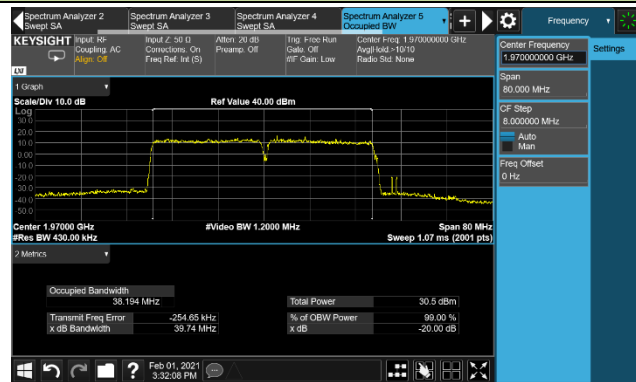 Spectrum Analyzer 2
Swept SA
Spectrum Analyzer 3
Swept SA
Spectrum Analyzer 4
Swept SA
Spectrum Analyzer 5
Occupied BW
+
Frequency
KEYSIGHT
Input: RF
Coupling: AC
Align: Off
Input Z: 50 Ω
Corrections: On
Freq Ref: Int (S)
Atten: 20 dB
Preamp: Off
Trig: Free Run
Gate: Off
#IF Gain: Low
Center Freq: 1.970000000 GHz
Avg|Hold:>10/10
Radio Std: None
LXI
Center Frequency
1.970000000 GHz
Settings
Span
80.000 MHz
CF Step
8.000000 MHz
Auto
Man
Freq Offset
0 Hz
1 Graph
Scale/Div 10.0 dB
Ref Value 40.00 dBm
Log
30.0
20.0
10.0
0.00
-10.0
-20.0
-30.0
-40.0
-50.0
Center 1.97000 GHz
#Video BW 1.2000 MHz
Span 80 MHz
#Res BW 430.00 kHz
Sweep 1.07 ms (2001 pts)
2 Metrics
Occupied Bandwidth
38.194 MHz
Total Power
30.5 dBm
Transmit Freq Error
-254.65 kHz
% of OBW Power
99.00 %
x dB Bandwidth
39.74 MHz
x dB
-20.00 dB
?
Feb 01, 2021
3:32:08 PM